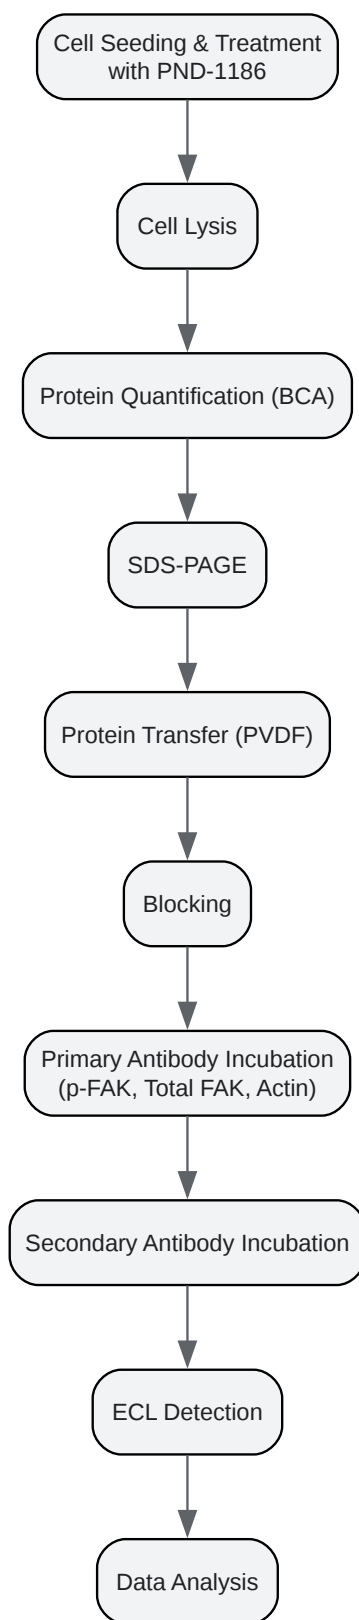 Cell Seeding & Treatment
with PND-1186
Cell Lysis
Protein Quantification (BCA)
SDS-PAGE
Protein Transfer (PVDF)
Blocking
Primary Antibody Incubation
(p-FAK, Total FAK, Actin)
Secondary Antibody Incubation
ECL Detection
Data Analysis